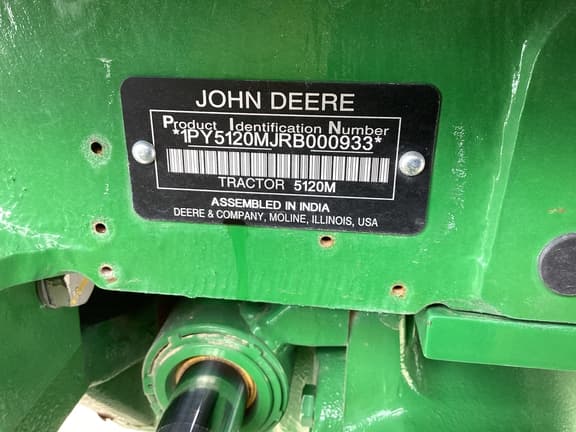 JOHN DEERE
Product Identification Number
*1PY5120MJRB000933*
TRACTOR 5120M
ASSEMBLED IN INDIA
DEERE & COMPANY, MOLINE, ILLINOIS, USA